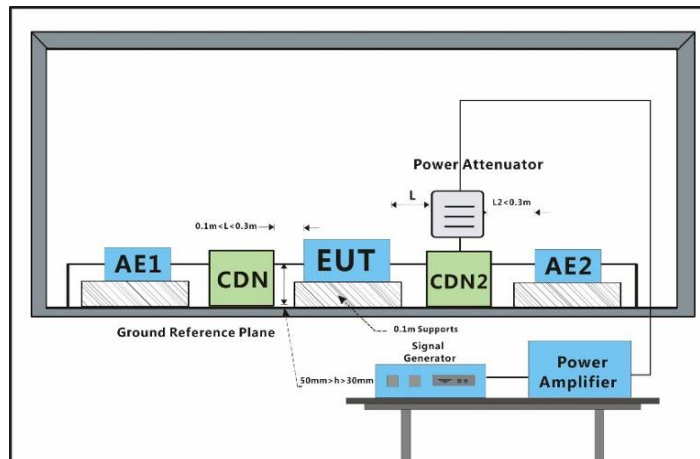 Power Attenuator
L
L2<0.3m
0.1m<L<0.3m
AE1
CDN
EUT
CDN2
AE2
Ground Reference Plane
0.1m Supports
50mm>h>30mm
Signal
Generator
Power
Amplifier